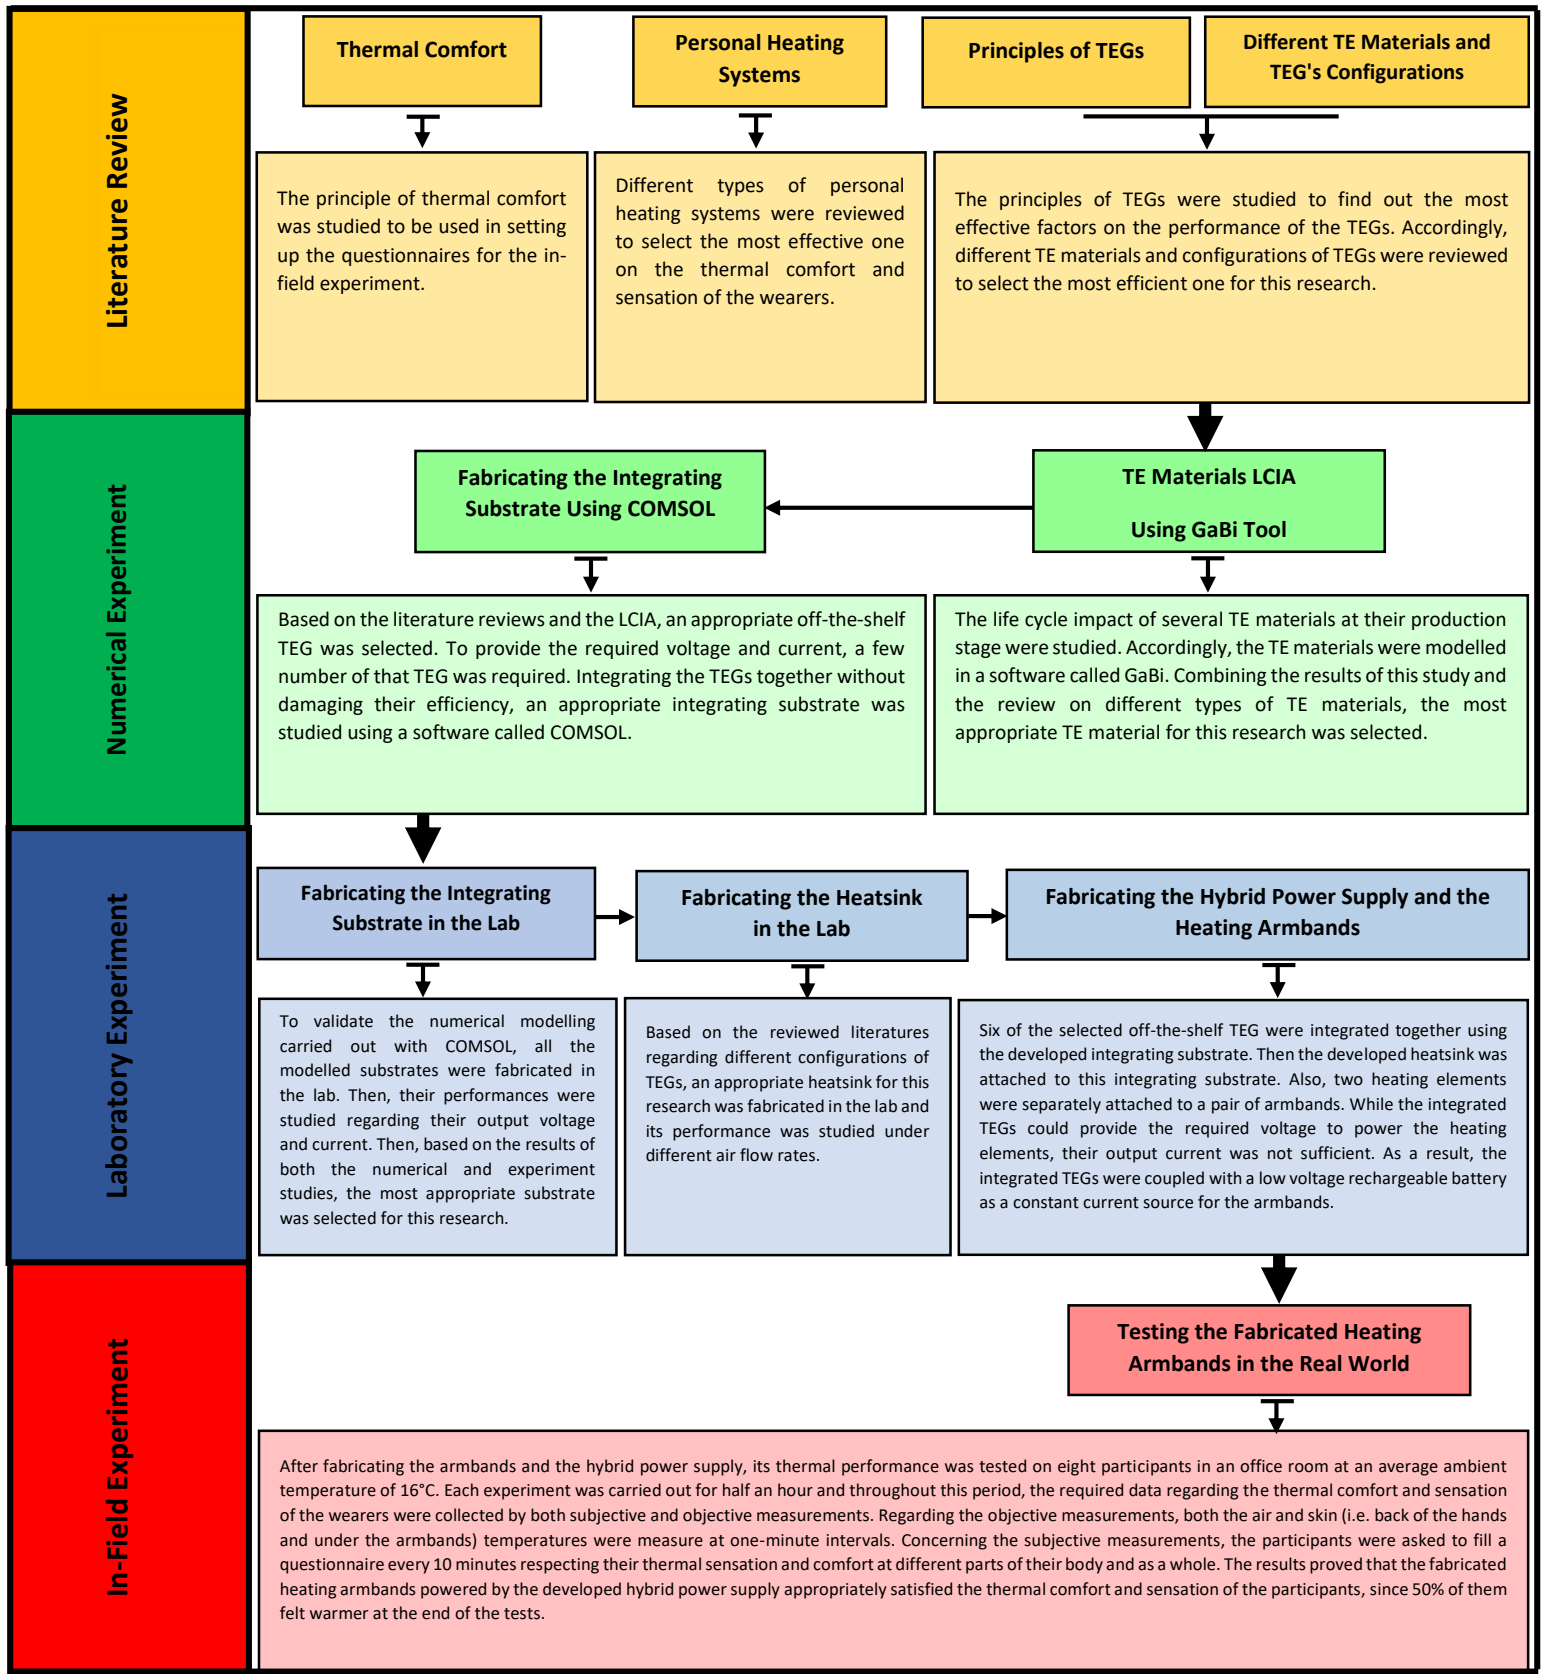 Literature Review
Thermal Comfort
Personal Heating
Systems
Principles of TEGs
Different TE Materials and
TEG's Configurations
The principle of thermal comfort
was studied to be used in setting
up the questionnaires for the in-
field experiment.
Different types of personal
heating systems were reviewed
to select the most effective one
on the thermal comfort and
sensation of the wearers.
The principles of TEGs were studied to find out the most
effective factors on the performance of the TEGs. Accordingly,
different TE materials and configurations of TEGs were reviewed
to select the most efficient one for this research.
Numerical Experiment
Fabricating the Integrating
Substrate Using COMSOL
TE Materials LCIA
Using GaBi Tool
Based on the literature reviews and the LCIA, an appropriate off-the-shelf
TEG was selected. To provide the required voltage and current, a few
number of that TEG was required. Integrating the TEGs together without
damaging their efficiency, an appropriate integrating substrate was
studied using a software called COMSOL.
The life cycle impact of several TE materials at their production
stage were studied. Accordingly, the TE materials were modelled
in a software called GaBi. Combining the results of this study and
the review on different types of TE materials, the most
appropriate TE material for this research was selected.
Laboratory Experiment
Fabricating the Integrating
Substrate in the Lab
Fabricating the Heatsink
in the Lab
Fabricating the Hybrid Power Supply and the
Heating Armbands
To validate the numerical modelling
carried out with COMSOL, all the
modelled substrates were fabricated in
the lab. Then, their performances were
studied regarding their output voltage
and current. Then, based on the results of
both the numerical and experiment
studies, the most appropriate substrate
was selected for this research.
Based on the reviewed literatures
regarding different configurations of
TEGs, an appropriate heatsink for this
research was fabricated in the lab and
its performance was studied under
different air flow rates.
Six of the selected off-the-shelf TEG were integrated together using
the developed integrating substrate. Then the developed heatsink was
attached to this integrating substrate. Also, two heating elements
were separately attached to a pair of armbands. While the integrated
TEGs could provide the required voltage to power the heating
elements, their output current was not sufficient. As a result, the
integrated TEGs were coupled with a low voltage rechargeable battery
as a constant current source for the armbands.
In-Field Experiment
Testing the Fabricated Heating
Armbands in the Real World
After fabricating the armbands and the hybrid power supply, its thermal performance was tested on eight participants in an office room at an average ambient
temperature of 16°C. Each experiment was carried out for half an hour and throughout this period, the required data regarding the thermal comfort and sensation
of the wearers were collected by both subjective and objective measurements. Regarding the objective measurements, both the air and skin (i.e. back of the hands
and under the armbands) temperatures were measure at one-minute intervals. Concerning the subjective measurements, the participants were asked to fill a
questionnaire every 10 minutes respecting their thermal sensation and comfort at different parts of their body and as a whole. The results proved that the fabricated
heating armbands powered by the developed hybrid power supply appropriately satisfied the thermal comfort and sensation of the participants, since 50% of them
felt warmer at the end of the tests.